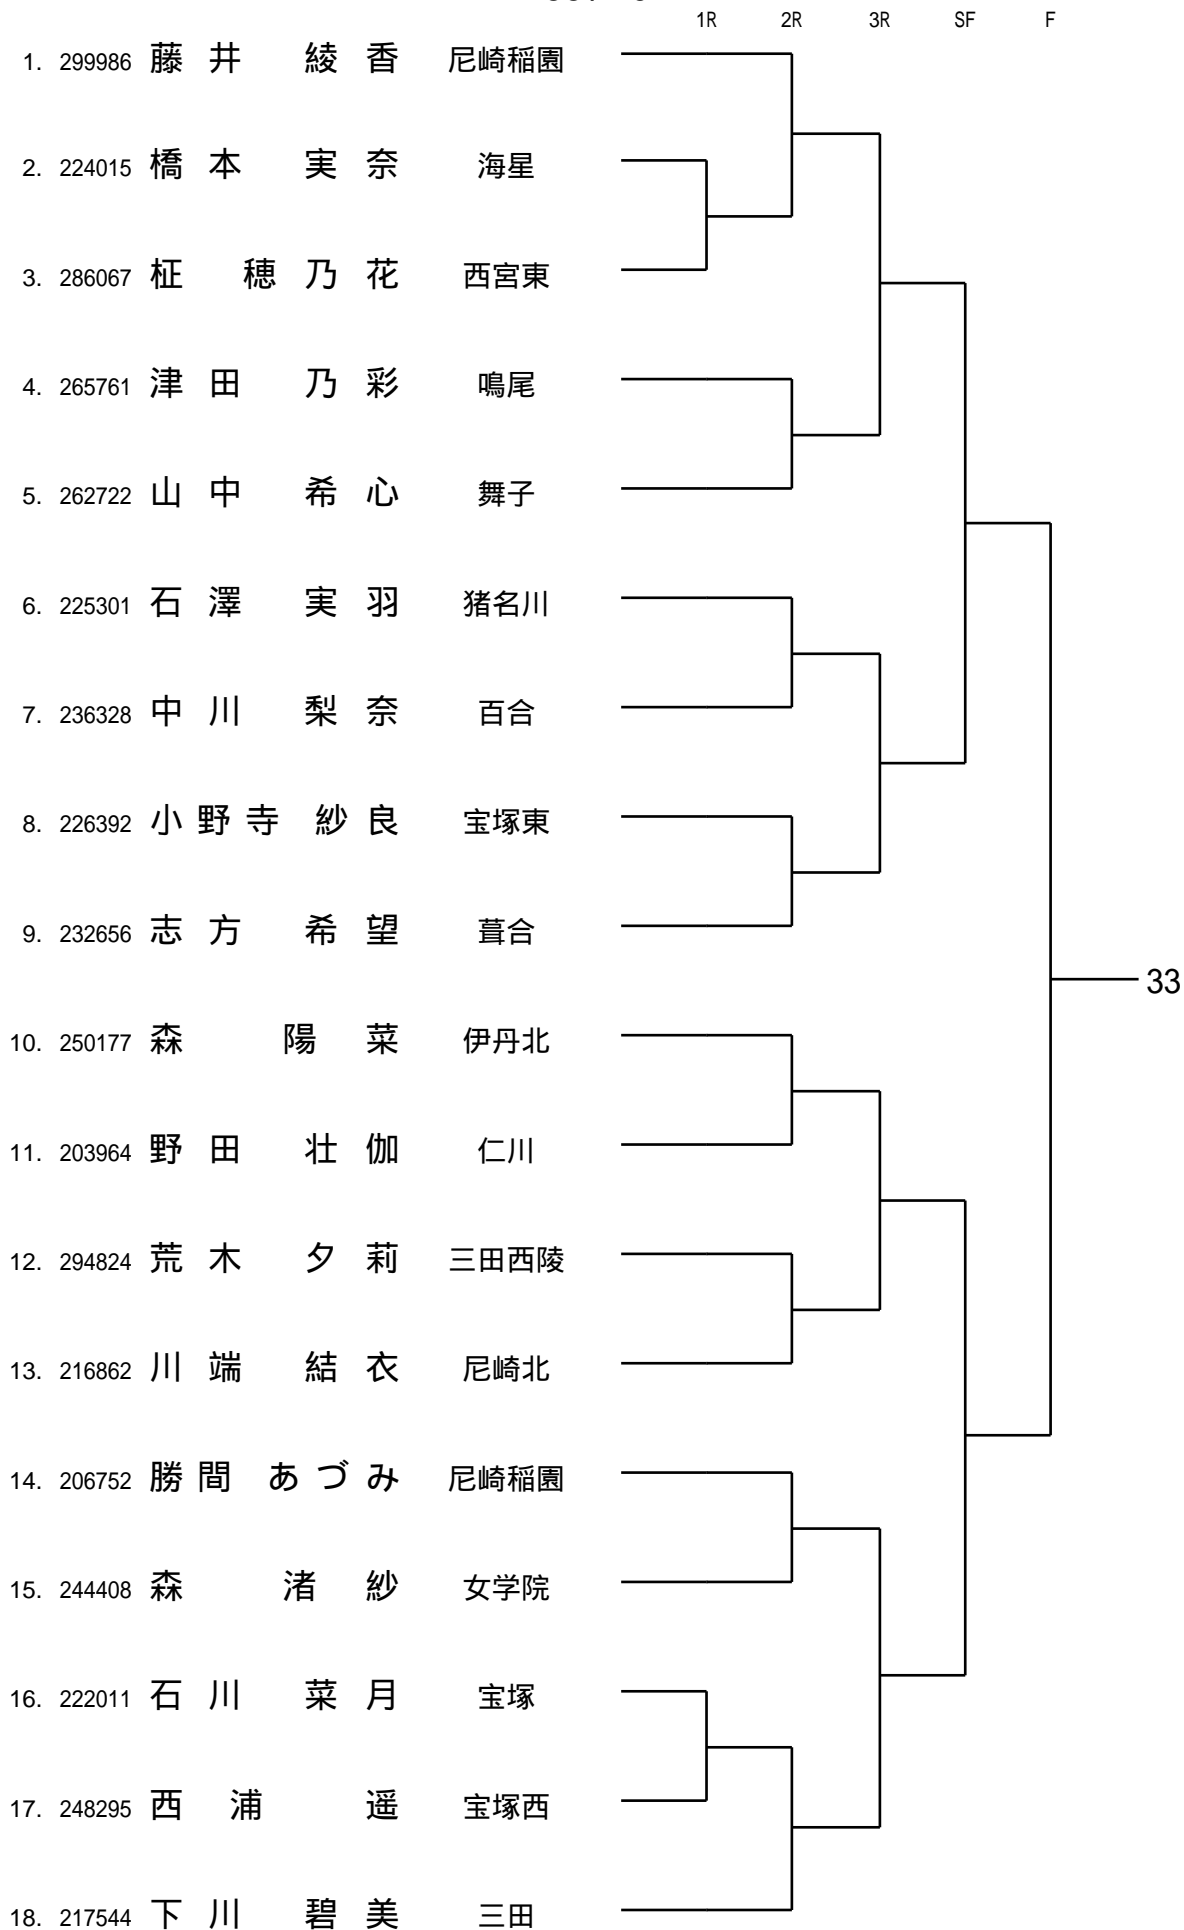 1R 2R 3R SF F
1. 299986 藤井 綾香 尼崎稲園
2. 224015 橋本 実奈 海星
3. 286067 柾 穂乃花 西宮東
4. 265761 津田 乃彩 鳴尾
5. 262722 山中 希心 舞子
6. 225301 石澤 実羽 猪名川
7. 236328 中川 梨奈 百合
8. 226392 小野寺 紗良 宝塚東
9. 232656 志方 希望 葺合
33
10. 250177 森 陽菜 伊丹北
11. 203964 野田 壮伽 仁川
12. 294824 荒木 夕莉 三田西陵
13. 216862 川端 結衣 尼崎北
14. 206752 勝間 あづみ 尼崎稲園
15. 244408 森 渚紗 女学院
16. 222011 石川 菜月 宝塚
17. 248295 西浦 遥 宝塚西
18. 217544 下川 碧美 三田